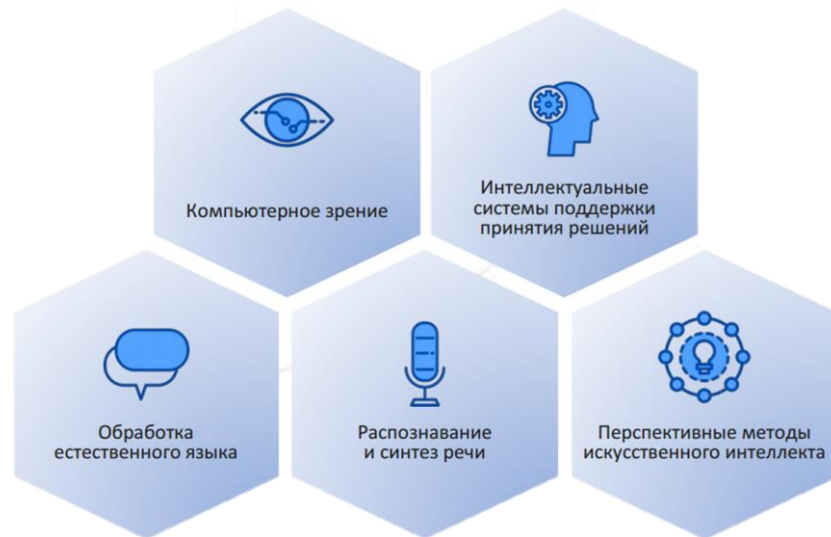 Компьютерное зрение
Интеллектуальные
системы поддержки
принятия решений
Обработка
естественного языка
Распознавание
и синтез речи
Перспективные методы
искусственного интеллекта